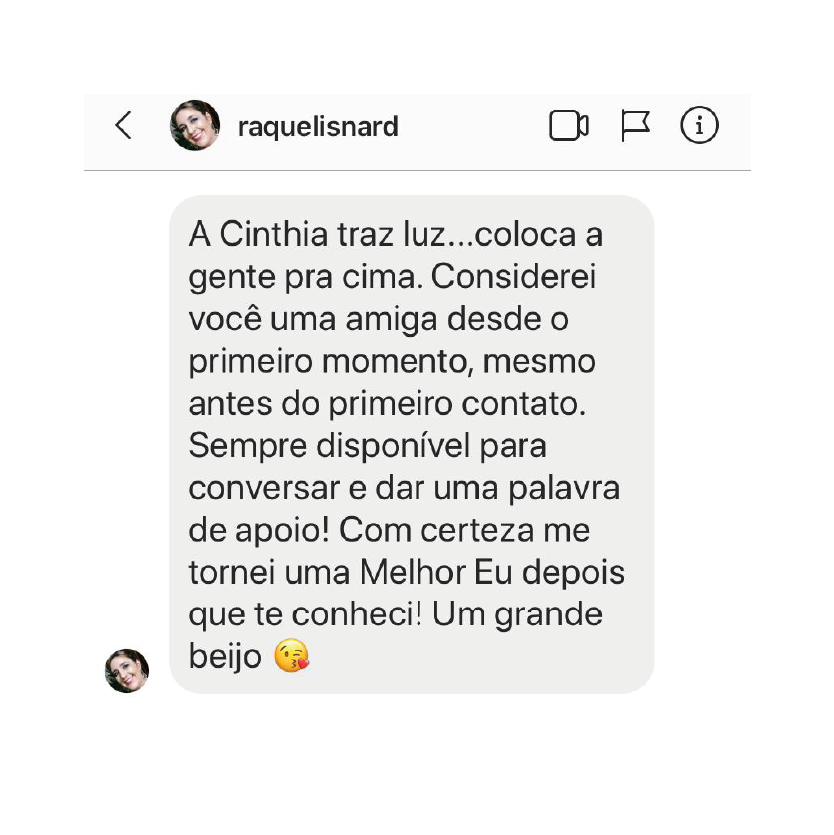 raquelisnard
A Cinthia traz luz...coloca a
gente pra cima. Considerei
você uma amiga desde o
primeiro momento, mesmo
antes do primeiro contato.
Sempre disponível para
conversar e dar uma palavra
de apoio! Com certeza me
tornei uma Melhor Eu depois
que te conheci! Um grande
beijo 😘